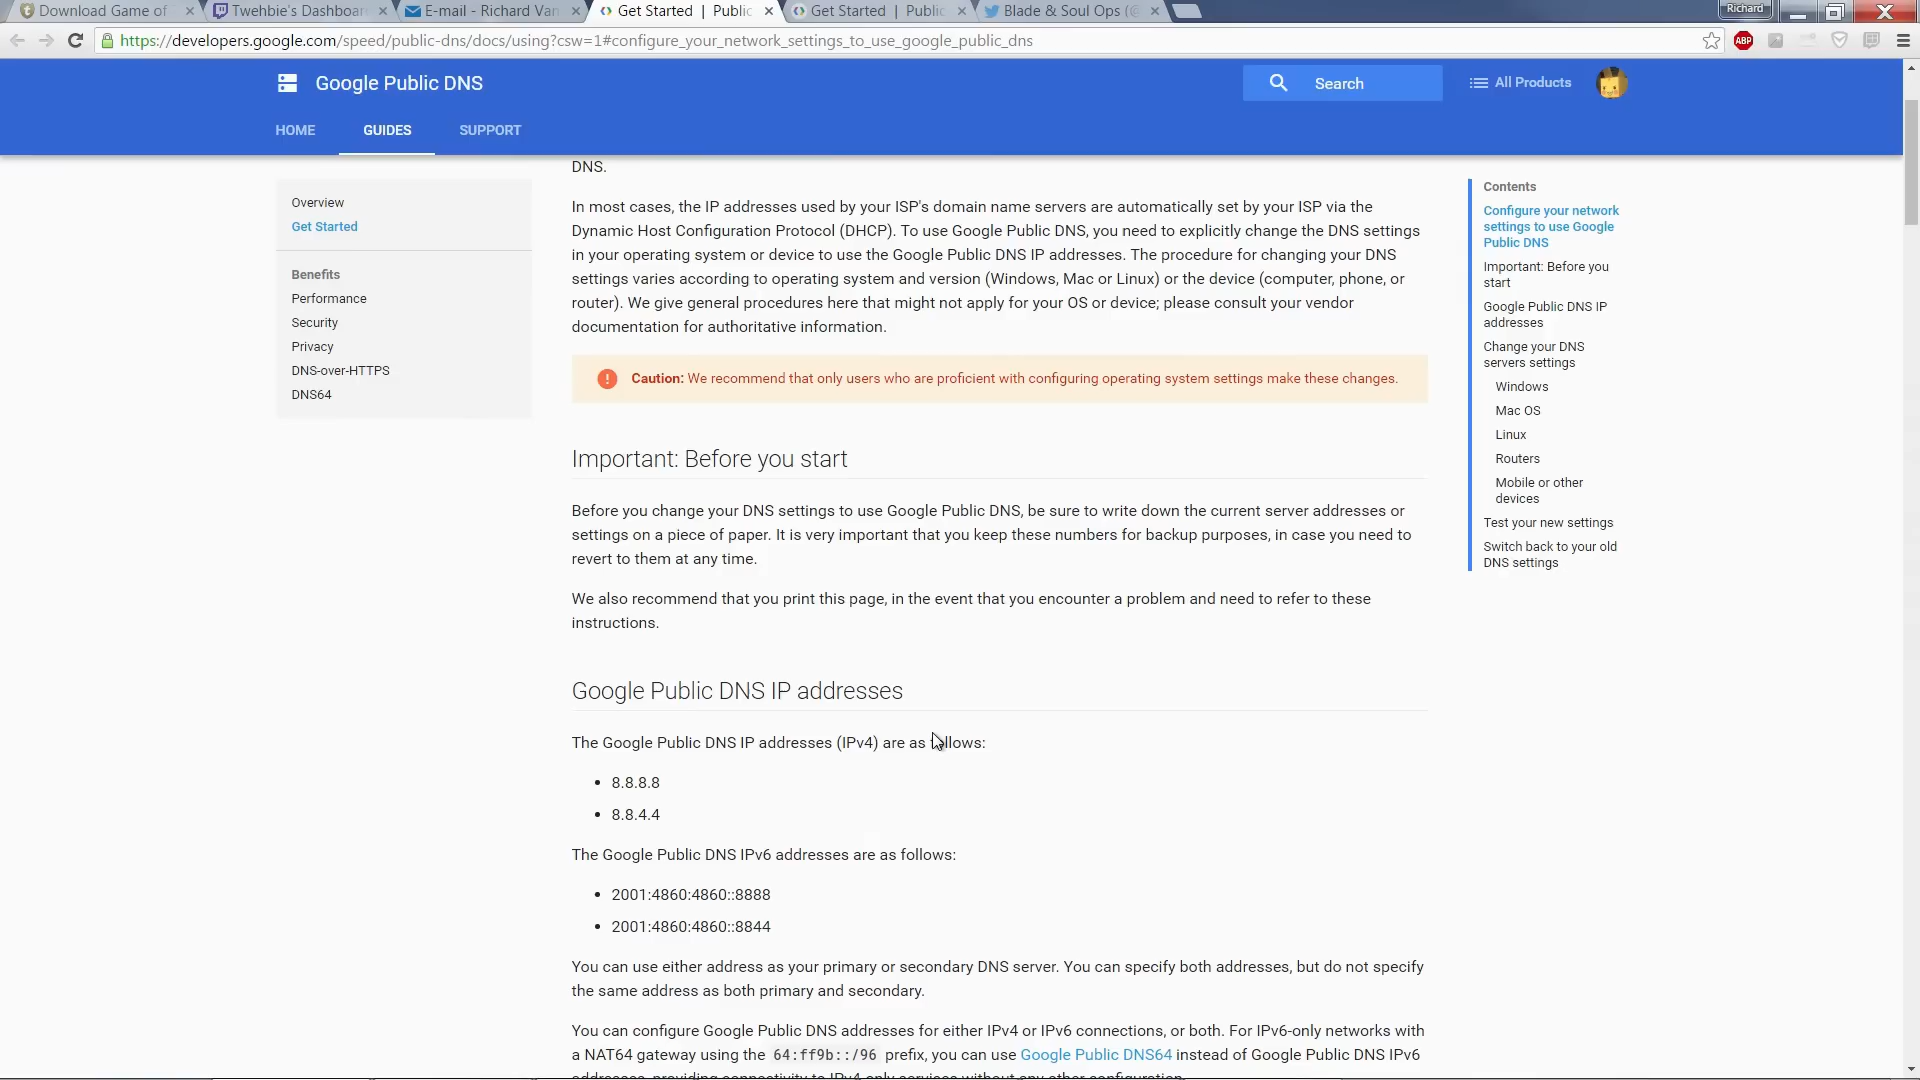 Download Game of
Twehbie's Dashboar
E-mail - Richard Van
Get Started | Public
Get Started | Public
Blade & Soul Ops (@
Richard
https://developers.google.com/speed/public-dns/docs/using?csw=1#configure_your_network_settings_to_use_google_public_dns
ABP
Google Public DNS
Search
All Products
HOME
GUIDES
SUPPORT
Overview
Get Started
Benefits
Performance
Security
Privacy
DNS-over-HTTPS
DNS64
DNS.
In most cases, the IP addresses used by your ISP's domain name servers are automatically set by your ISP via the
Dynamic Host Configuration Protocol (DHCP). To use Google Public DNS, you need to explicitly change the DNS settings
in your operating system or device to use the Google Public DNS IP addresses. The procedure for changing your DNS
settings varies according to operating system and version (Windows, Mac or Linux) or the device (computer, phone, or
router). We give general procedures here that might not apply for your OS or device; please consult your vendor
documentation for authoritative information.
Caution: We recommend that only users who are proficient with configuring operating system settings make these changes.
Important: Before you start
Before you change your DNS settings to use Google Public DNS, be sure to write down the current server addresses or
settings on a piece of paper. It is very important that you keep these numbers for backup purposes, in case you need to
revert to them at any time.
We also recommend that you print this page, in the event that you encounter a problem and need to refer to these
instructions.
Google Public DNS IP addresses
The Google Public DNS IP addresses (IPv4) are as follows:
• 8.8.8.8
• 8.8.4.4
The Google Public DNS IPv6 addresses are as follows:
• 2001:4860:4860::8888
• 2001:4860:4860::8844
You can use either address as your primary or secondary DNS server. You can specify both addresses, but do not specify
the same address as both primary and secondary.
You can configure Google Public DNS addresses for either IPv4 or IPv6 connections, or both. For IPv6-only networks with
a NAT64 gateway using the 64:ff9b::/96 prefix, you can use Google Public DNS64 instead of Google Public DNS IPv6
addresses, providing connectivity to IPv4-only services without any other configuration.
Contents
Configure your network
settings to use Google
Public DNS
Important: Before you
start
Google Public DNS IP
addresses
Change your DNS
servers settings
Windows
Mac OS
Linux
Routers
Mobile or other
devices
Test your new settings
Switch back to your old
DNS settings